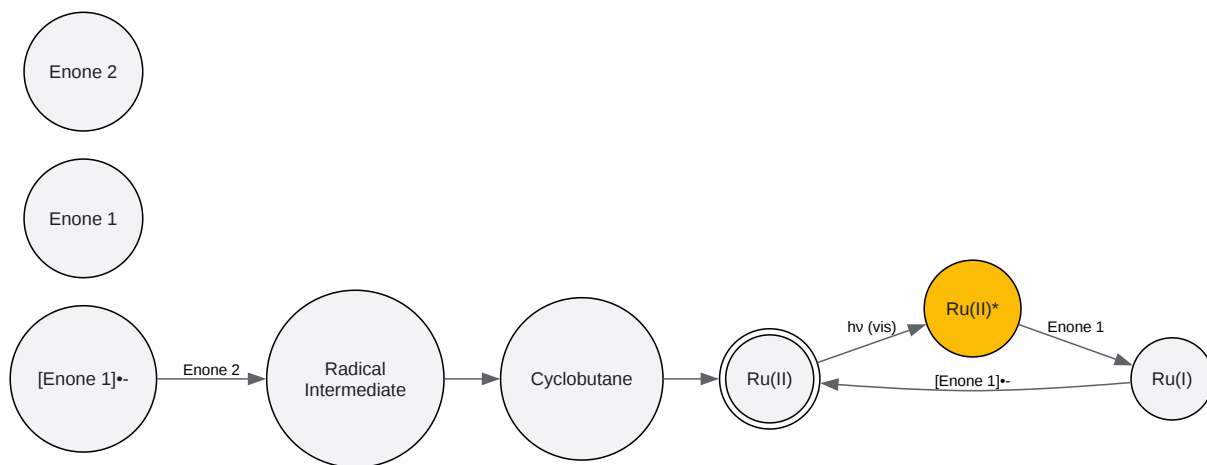 Enone 2
Enone 1
[Enone 1]•-
Enone 2
Radical
Intermediate
Cyclobutane
Ru(II)
hν (vis)
Ru(II)*
Enone 1
[Enone 1]•-
Ru(I)